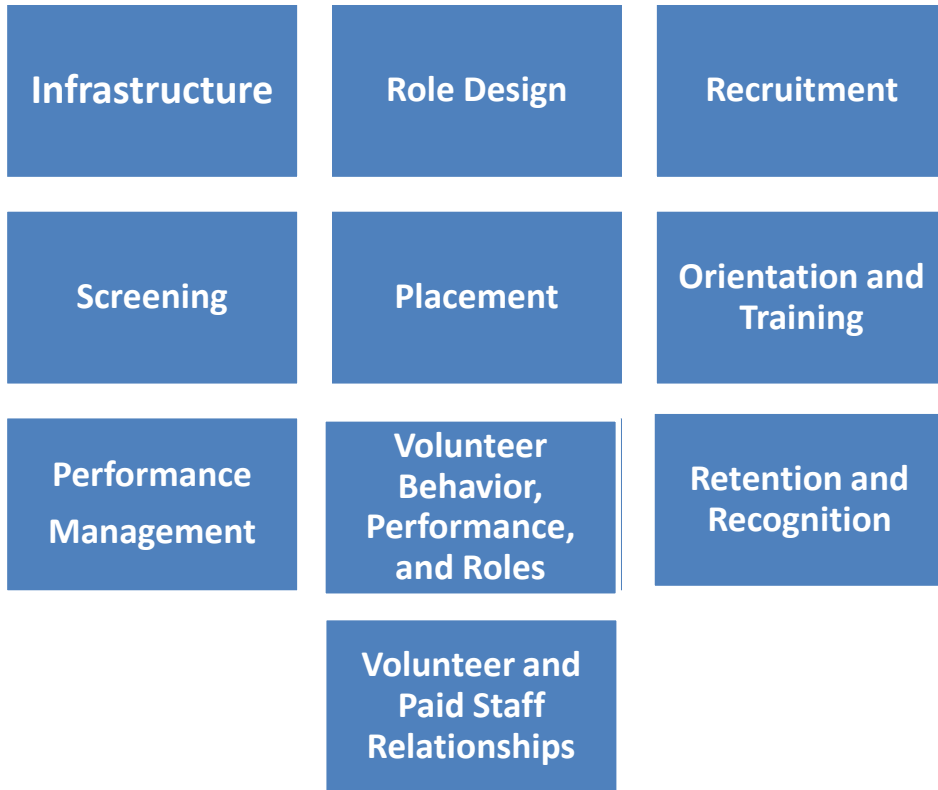 Infrastructure
Role Design
Recruitment
Screening
Placement
Orientation and
Training
Performance
Management
Volunteer
Behavior,
Performance,
and Roles
Retention and
Recognition
Volunteer and
Paid Staff
Relationships